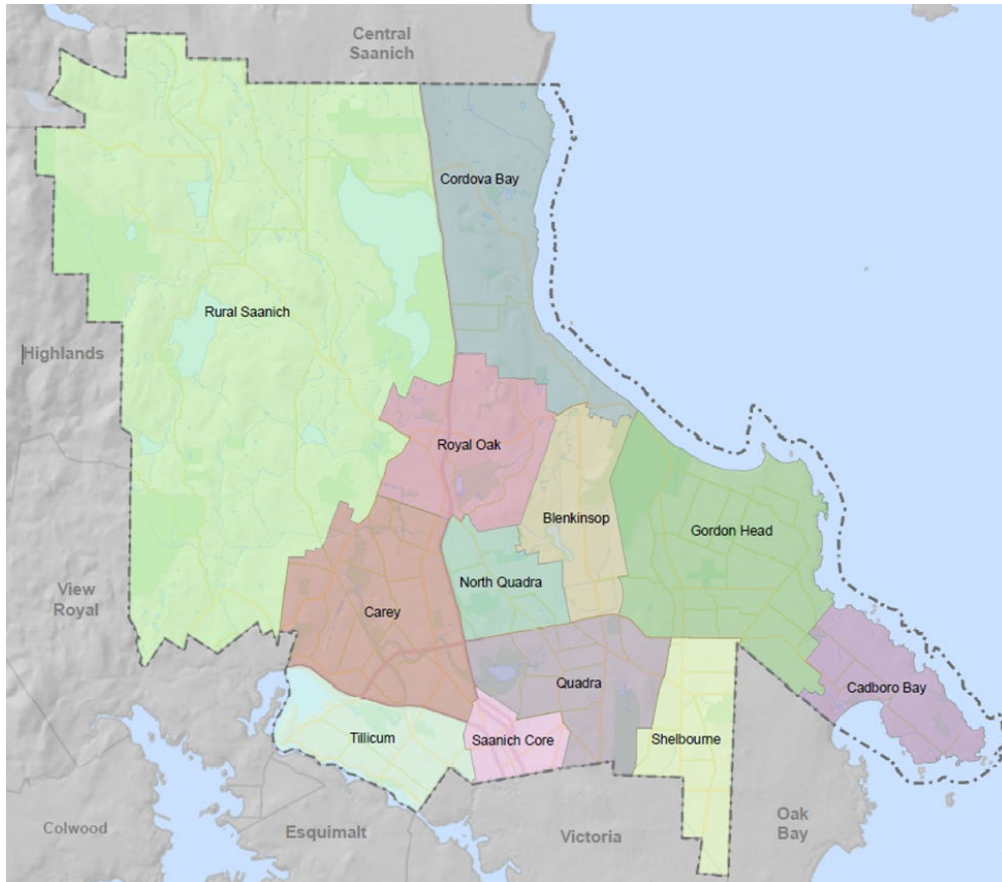 Central
Saanich
Cordova Bay
Rural Saanich
Highlands
Royal Oak
Blenkinsop
Gordon Head
North Quadra
View
Royal
Carey
Quadra
Cadboro Bay
Tillicum
Saanich Core
Shelbourne
Colwood
Esquimalt
Victoria
Oak
Bay